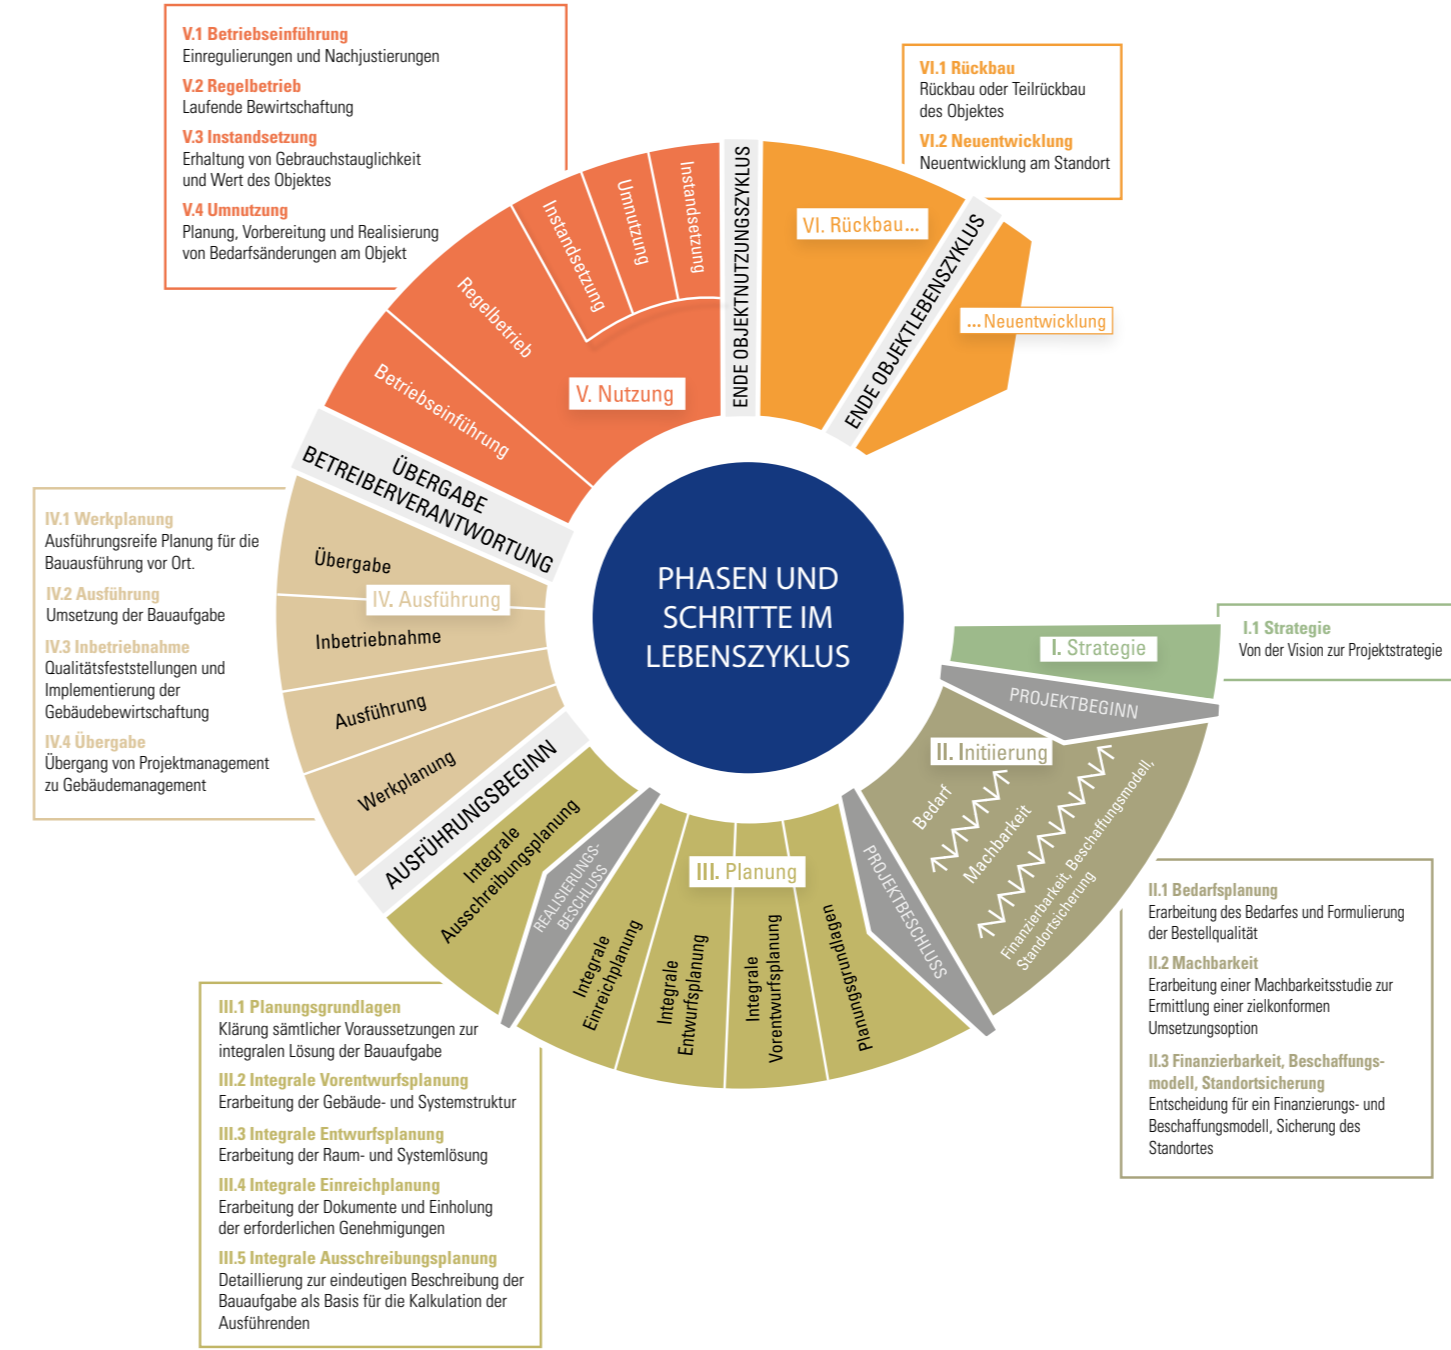 V.1 Betriebseinführung
Einregulierungen und Nachjustierungen
V.2 Regelbetrieb
Laufende Bewirtschaftung
V.3 Instandsetzung
Erhaltung von Gebrauchstauglichkeit
und Wert des Objektes
V.4 Umnutzung
Planung, Vorbereitung und Realisierung
von Bedarfsänderungen am Objekt
VI.1 Rückbau
Rückbau oder Teilrückbau
des Objektes
VI.2 Neuentwicklung
Neuentwicklung am Standort
Instandsetzung
Umnutzung
Instandsetzung
Regelbetrieb
Betriebseinführung
V. Nutzung
ENDE OBJEKTNUTZUNGSZYKLUS
VI. Rückbau...
ENDE OBJEKTLEBENSZYKLUS
... Neuentwicklung
ÜBERGABE
BETREIBERVERANTWORTUNG
IV.1 Werkplanung
Ausführungsreife Planung für die
Bauausführung vor Ort.
IV.2 Ausführung
Umsetzung der Bauaufgabe
IV.3 Inbetriebnahme
Qualitätsfeststellungen und
Implementierung der
Gebäudebewirtschaftung
IV.4 Übergabe
Übergang von Projektmanagement
zu Gebäudemanagement
Übergabe
IV. Ausführung
Inbetriebnahme
Ausführung
Werkplanung
AUSFÜHRUNGSBEGINN
PHASEN UND
SCHRITTE IM
LEBENSZYKLUS
I. Strategie
I.1 Strategie
Von der Vision zur Projektstrategie
PROJEKTBEGINN
II. Initiierung
Bedarf
Machbarkeit
Finanzierbarkeit, Beschaffungsmodell,
Standortsicherung
PROJEKTBESCHLUSS
III. Planung
Planungsgrundlagen
Integrale
Vorentwurfsplanung
Integrale
Entwurfsplanung
Integrale
Einreichplanung
REALISIERUNGS-
BESCHLUSS
Integrale
Ausschreibungsplanung
II.1 Bedarfsplanung
Erarbeitung des Bedarfes und Formulierung
der Bestellqualität
II.2 Machbarkeit
Erarbeitung einer Machbarkeitsstudie zur
Ermittlung einer zielkonformen
Umsetzungsoption
II.3 Finanzierbarkeit, Beschaffungs-
modell, Standortsicherung
Entscheidung für ein Finanzierungs- und
Beschaffungsmodell, Sicherung des
Standortes
III.1 Planungsgrundlagen
Klärung sämtlicher Voraussetzungen zur
integralen Lösung der Bauaufgabe
III.2 Integrale Vorentwurfsplanung
Erarbeitung der Gebäude- und Systemstruktur
III.3 Integrale Entwurfsplanung
Erarbeitung der Raum- und Systemlösung
III.4 Integrale Einreichplanung
Erarbeitung der Dokumente und Einholung
der erforderlichen Genehmigungen
III.5 Integrale Ausschreibungsplanung
Detaillierung zur eindeutigen Beschreibung der
Bauaufgabe als Basis für die Kalkulation der
Ausführenden